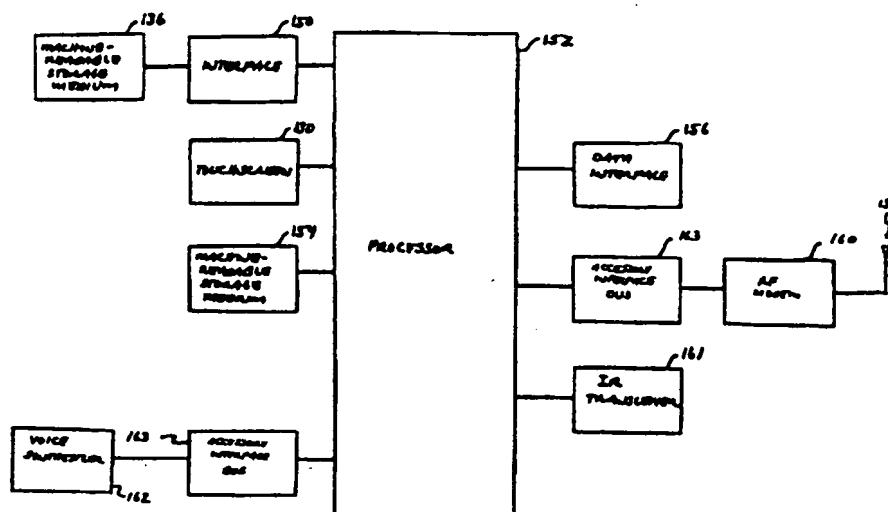 136
150
152
MACHINE-
READABLE
STORAGE
MEDIUM
INTERFACE
130
156
TOUCHSCREEN
DATA
INTERFACE
154
MACHINE-
READABLE
STORAGE
MEDIUM
PROCESSOR
163
160
ACCESSORY
INTERFACE
BUS
RF
MODEM
161
IR
TRANSCEIVER
163
VOICE
SYNTHESIZER
ACCESSORY
INTERFACE
BUS
162